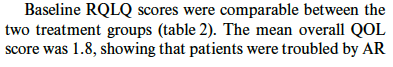 Baseline RQLQ scores were comparable between the
two treatment groups (table 2). The mean overall QOL
score was 1.8, showing that patients were troubled by AR